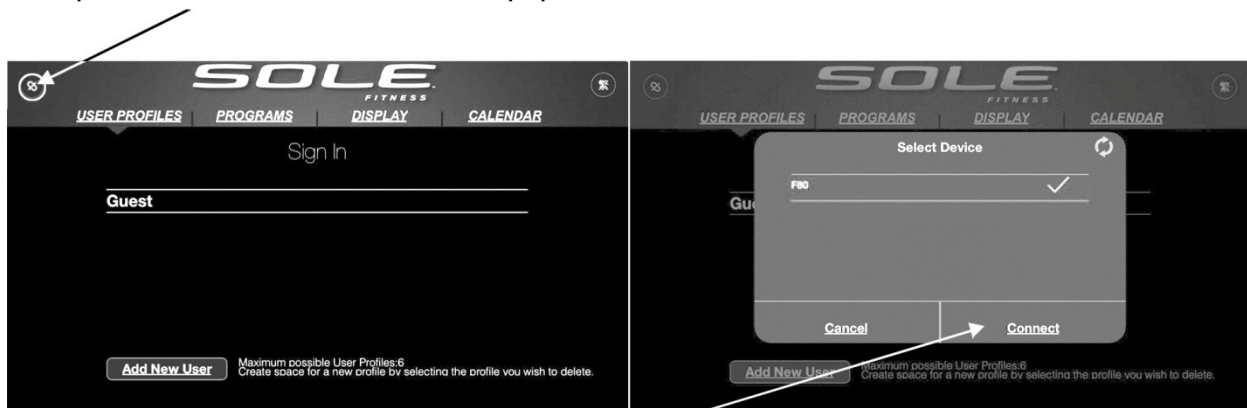 SOLE
FITNESS
USER PROFILES PROGRAMS DISPLAY CALENDAR
Sign In
Guest
Add New User
Maximum possible User Profiles:6
Create space for a new profile by selecting the profile you wish to delete.
SOLE
FITNESS
USER PROFILES PROGRAMS DISPLAY CALENDAR
Select Device
F80
Gu
Cancel Connect
Add New User
Maximum possible User Profiles:6
Create space for a new profile by selecting the profile you wish to delete.